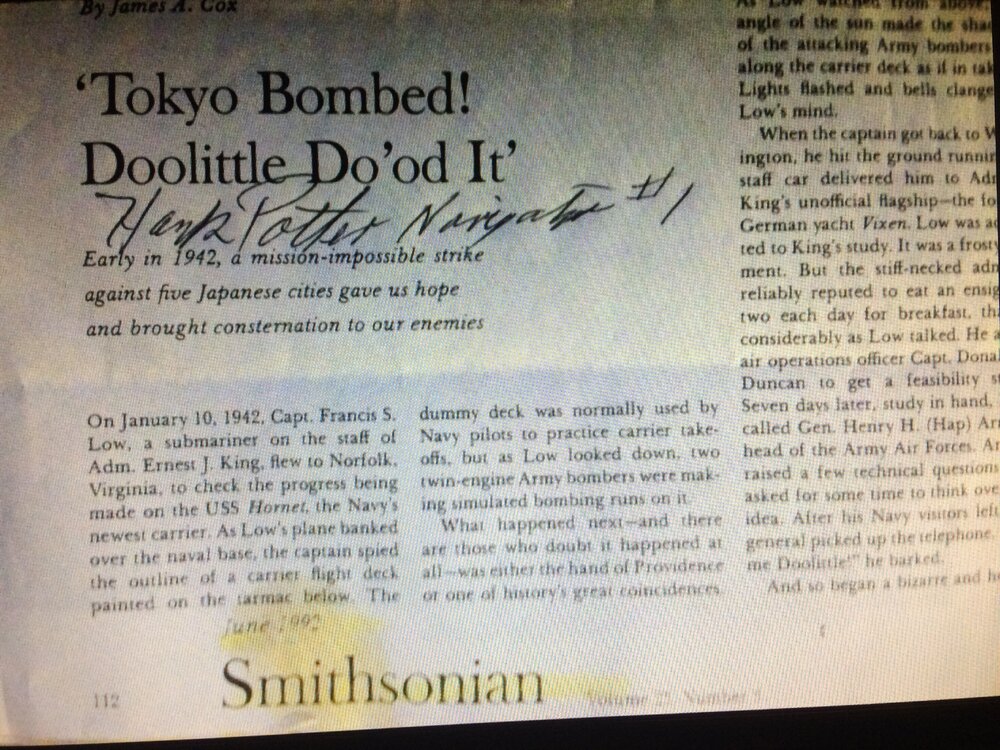 By James A. Cox
'Tokyo Bombed!
Doolittle Do'od It'
Hank Potter Navigator #1
Early in 1942, a mission-impossible strike
against five Japanese cities gave us hope
and brought consternation to our enemies
On January 10, 1942, Capt. Francis S.
Low, a submariner on the staff of
Adm. Ernest J. King, flew to Norfolk,
Virginia, to check the progress being
made on the USS Hornet, the Navy's
newest carrier. As Low's plane banked
over the naval base, the captain spied
the outline of a carrier flight deck
painted on the tarmac below. The
dummy deck was normally used by
Navy pilots to practice carrier take-
offs, but as Low looked down, two
twin-engine Army bombers were mak-
ing simulated bombing runs on it.
What happened next—and there
are those who doubt it happened at
all—was either the hand of Providence
or one of history's great coincidences.
As Low watched from above
angle of the sun made the
of the attacking Army bombers
along the carrier deck as if in
Lights flashed and bells
Low's mind.
When the captain got back to
ington, he hit the ground
staff car delivered him to
King's unofficial flagship—the
German yacht Vixen. Low was
ted to King's study. It was a
ment. But the stiff-necked
reliably reputed to eat an
two each day for breakfast,
considerably as Low talked. He
air operations officer Capt.
Duncan to get a feasibility
Seven days later, study in hand,
called Gen. Henry H. (Hap)
head of the Army Air Forces.
raised a few technical questions
asked for some time to think
idea. After his Navy visitors left
general picked up the telephone.
me Doolittle!" he barked.
And so began a bizarre and
June 1992
112
Smithsonian
Volume 23, Number